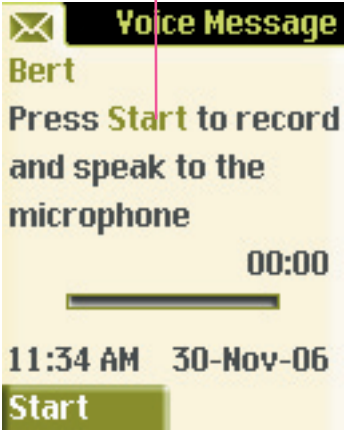 Voice Message
Bert
Press Start to record
and speak to the
microphone
00:00
11:34 AM 30-Nov-06
Start